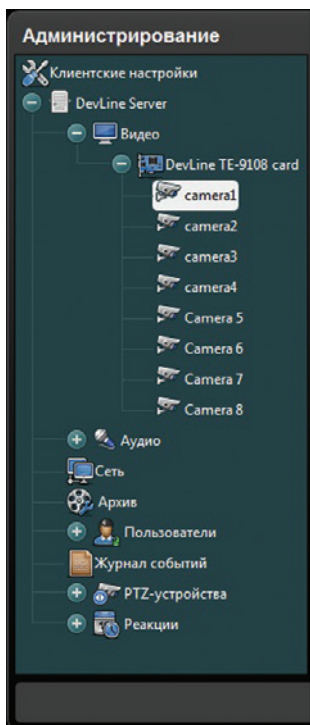 Администрирование
Клиентские настройки
DevLine Server
Видео
DevLine TE-9108 card
camera1
camera2
camera3
camera4
Camera 5
Camera 6
Camera 7
Camera 8
Аудио
Сеть
Архив
Пользователи
Журнал событий
PTZ-устройства
Реакции